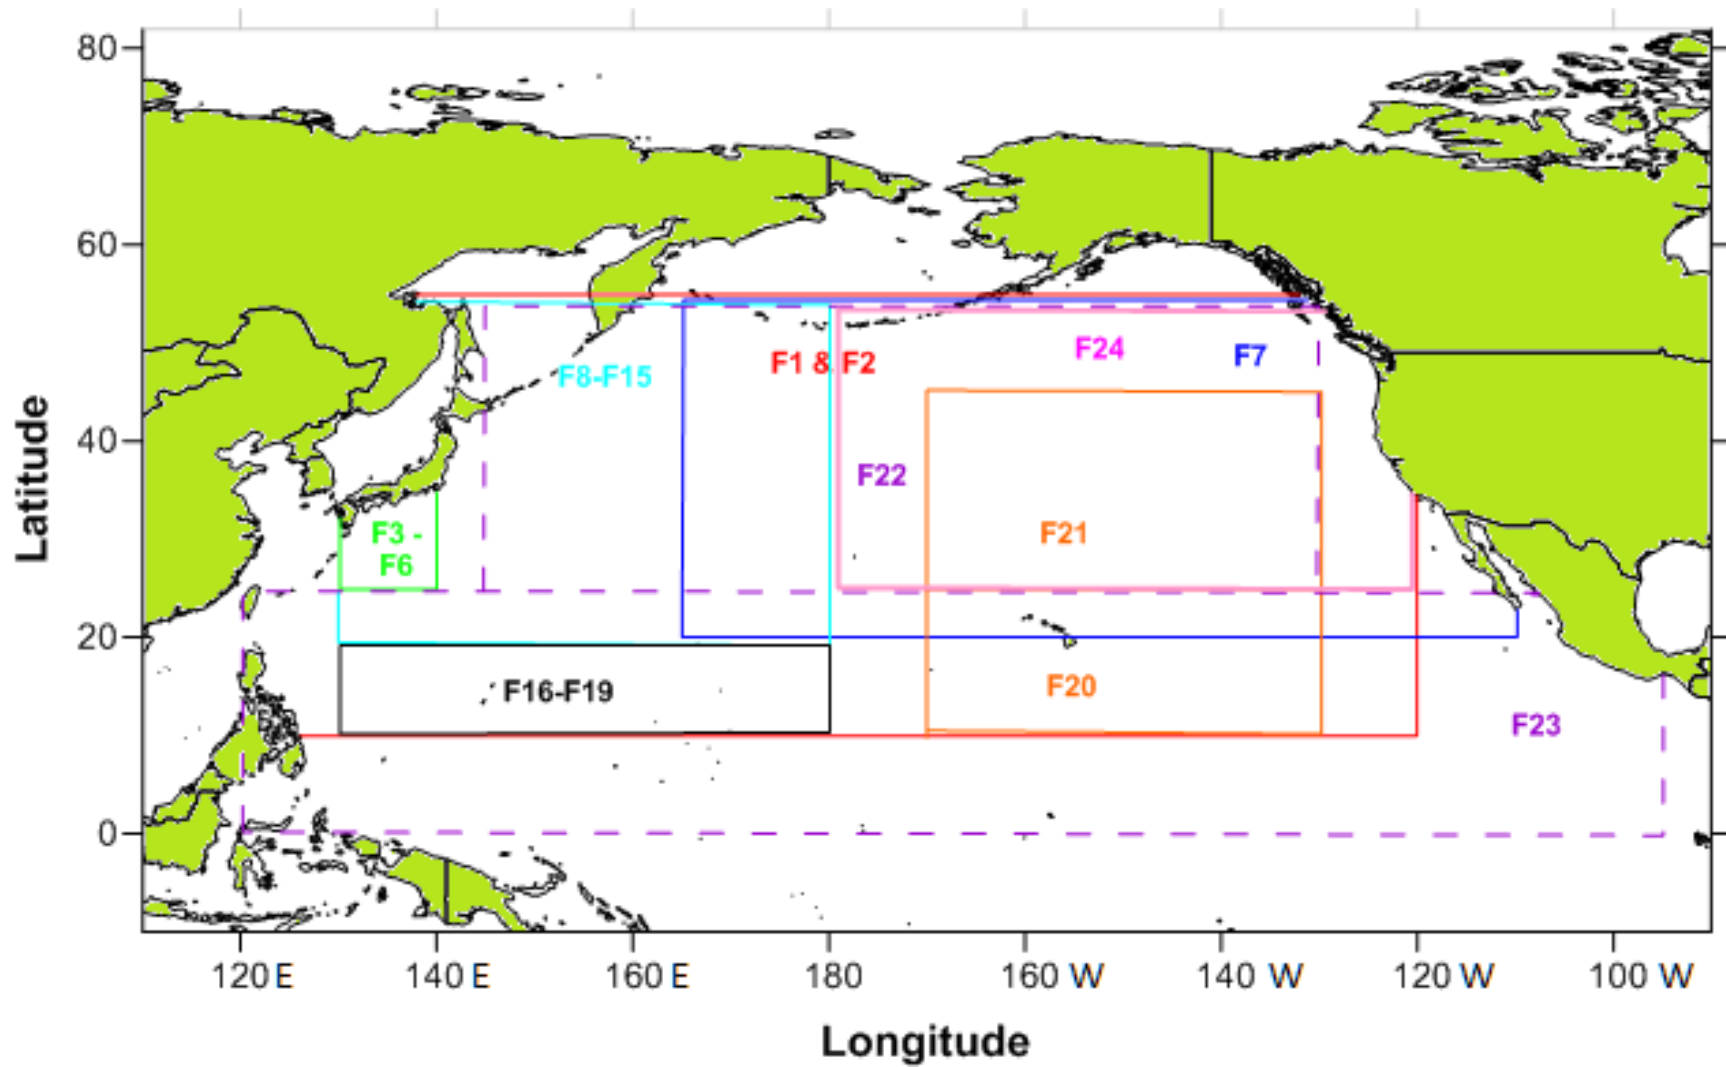 80
60
40
20
0
Latitude
F1 & F2
F24
F7
F8-F15
F22
F3 -
F6
F21
F16-F19
F20
F23
120 E
140 E
160 E
180
160 W
140 W
120 W
100 W
Longitude